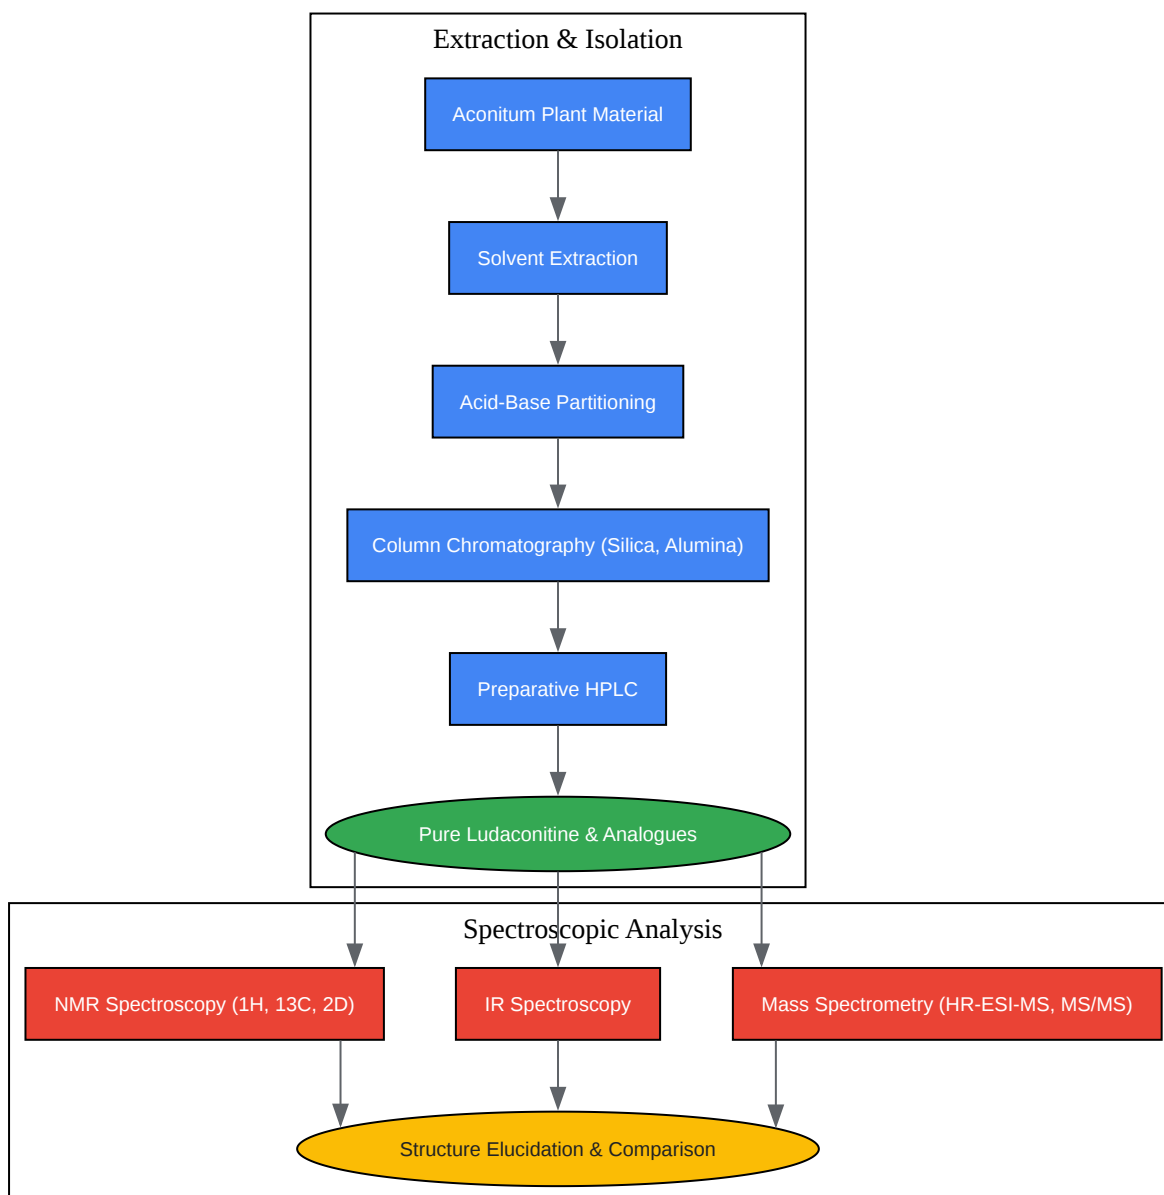 Extraction & Isolation
Aconitum Plant Material
Solvent Extraction
Acid-Base Partitioning
Column Chromatography (Silica, Alumina)
Preparative HPLC
Pure Ludaconitine & Analogues
Spectroscopic Analysis
NMR Spectroscopy (1H, 13C, 2D)
IR Spectroscopy
Mass Spectrometry (HR-ESI-MS, MS/MS)
Structure Elucidation & Comparison